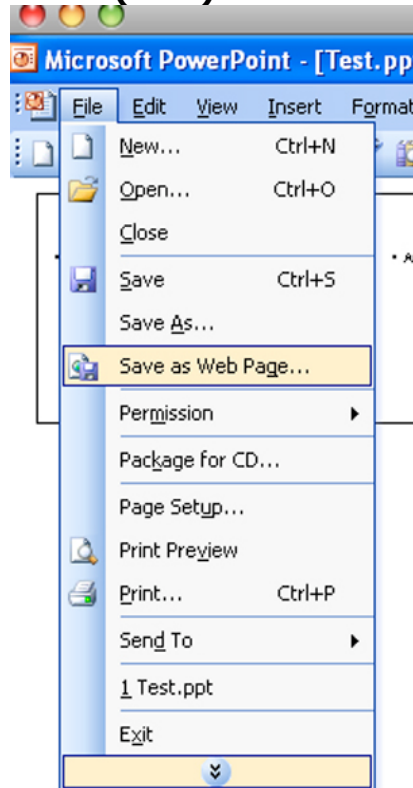 Microsoft PowerPoint - [Test.pp
File Edit View Insert Format
New... Ctrl+N
Open... Ctrl+O
Close
Save Ctrl+S
Save As...
Save as Web Page...
Permission
Package for CD...
Page Setup...
Print Preview
Print... Ctrl+P
Send To
1 Test.ppt
Exit